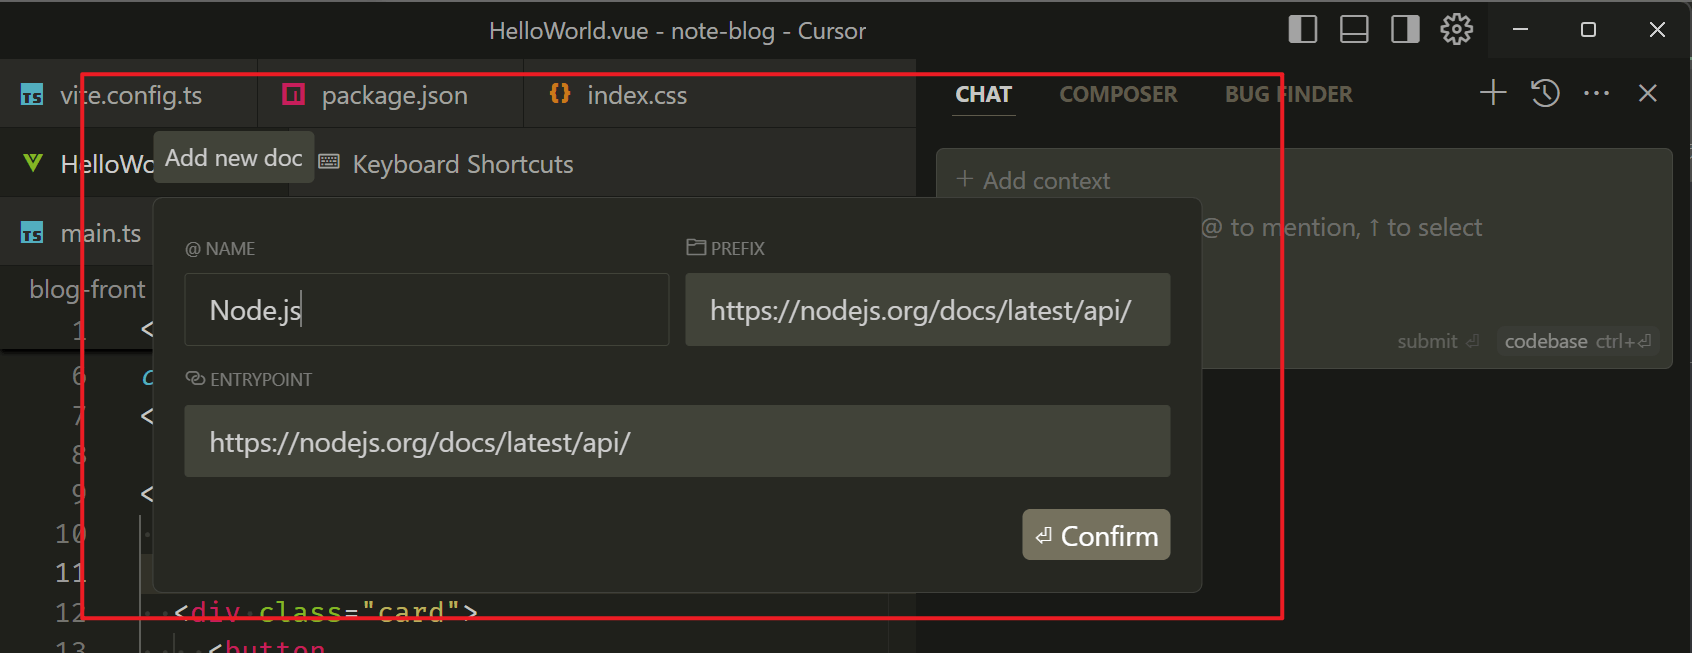 HelloWorld.vue - note-blog - Cursor
vite.config.ts package.json index.css
CHAT COMPOSER BUG FINDER
HelloWo Add new doc Keyboard Shortcuts
+ Add context
main.ts
@ to mention, ↑ to select
@ NAME PREFIX
blog-front
Node.js https://nodejs.org/docs/latest/api/
submit ⏎ codebase ctrl+⏎
ENTRYPOINT
https://nodejs.org/docs/latest/api/
⏎ Confirm
1 <
6 c
7 <
8
9 <
10
11
12 <div class="card">
13 <button